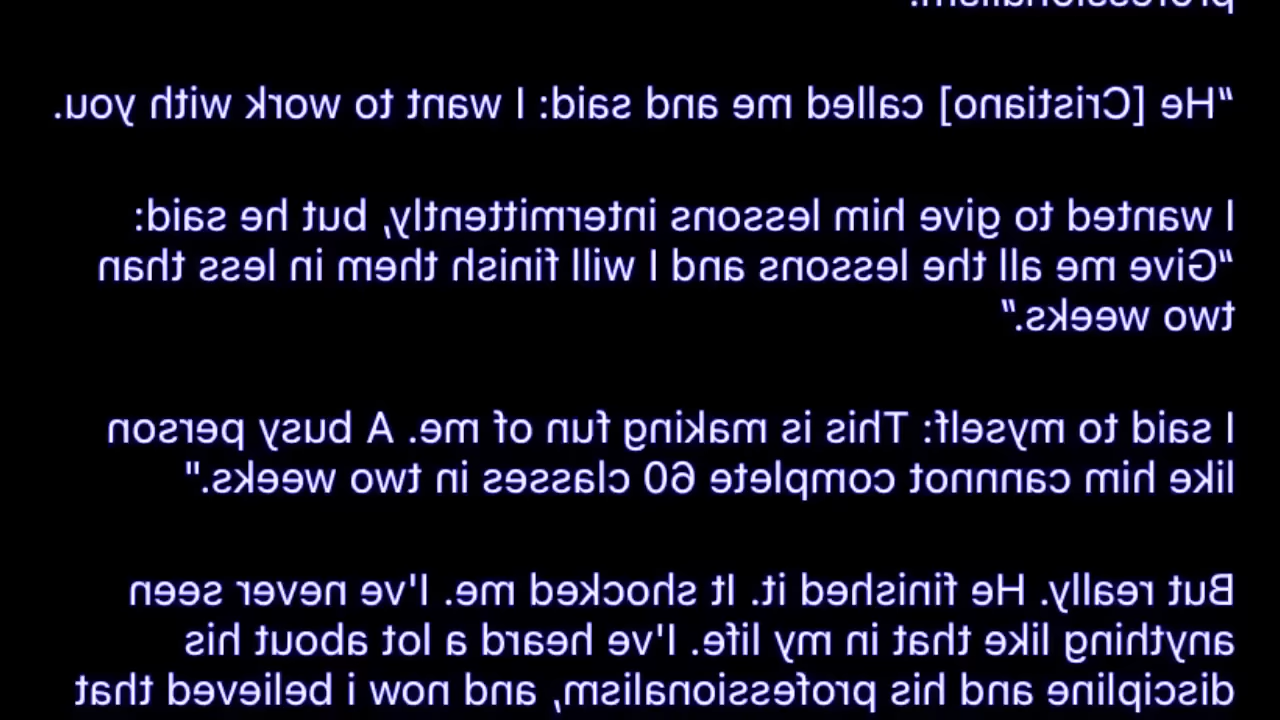 professionalism.
“He [Cristiano] called me and said: I want to work with you.
I wanted to give him lessons intermittently, but he said:
“Give me all the lessons and I will finish them in less than
two weeks.”
I said to myself: This is making fun of me. A busy person
like him cannnot complete 60 classes in two weeks."
But really. He finished it. It shocked me. I've never seen
anything like that in my life. I've heard a lot about his
discipline and his professionalism, and now i believed that